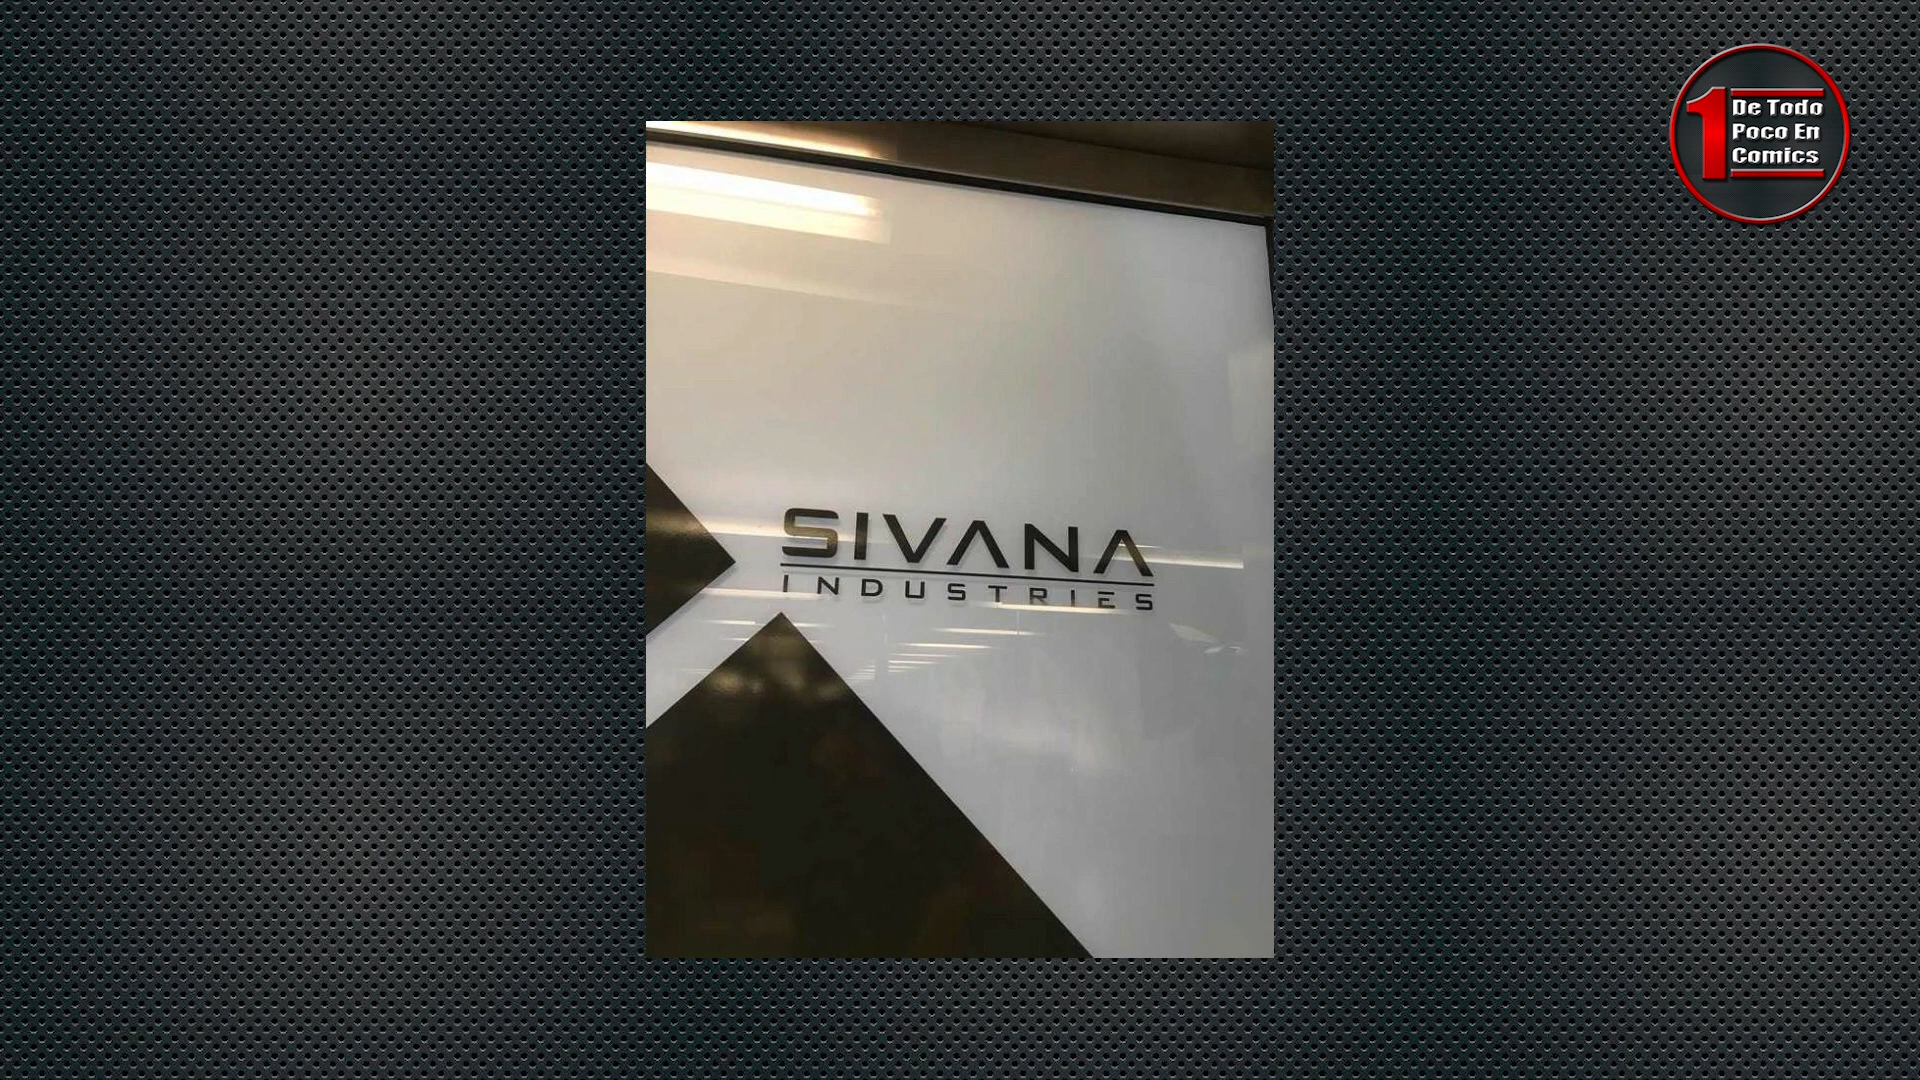 SIVANA
INDUSTRIES
1 De Todo
Poco En
Comics